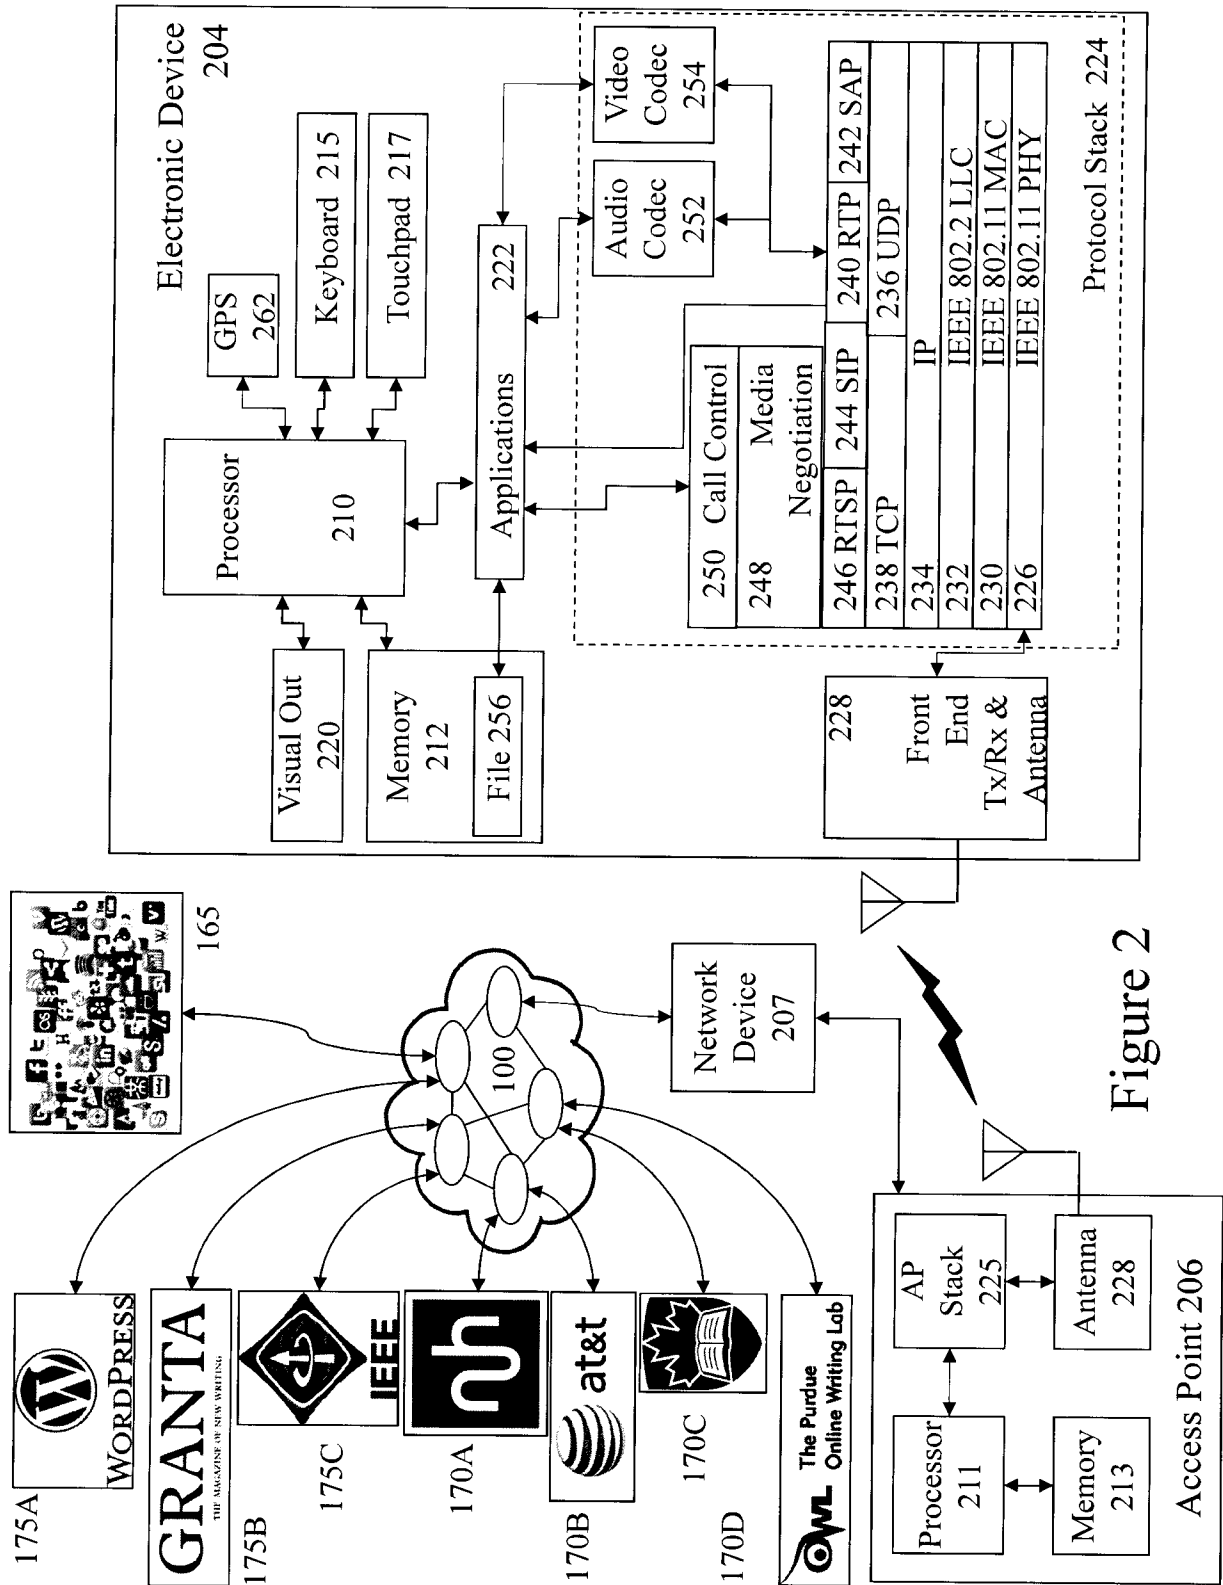 175A
WORDPRESS
GRANTA
THE MAGAZINE OF NEW WRITING
175B
IEEE
175C
170A
at&t
170B
170C
The Purdue
Online Writing Lab
OWL
170D
165
100
Network
Device
207
AP
Stack
225
Antenna
228
Processor
211
Memory
213
Access Point 206
Figure 2
Electronic Device
204
GPS
262
Keyboard 215
Touchpad 217
Processor
210
Visual Out
220
Memory
212
File 256
Applications 222
Audio
Codec
252
Video
Codec
254
250 Call Control
248 Media
Negotiation
246 RTSP
244 SIP
240 RTP
242 SAP
238 TCP
236 UDP
234 IP
232 IEEE 802.2 LLC
230 IEEE 802.11 MAC
226 IEEE 802.11 PHY
Protocol Stack 224
228
Front
End
Tx/Rx &
Antenna